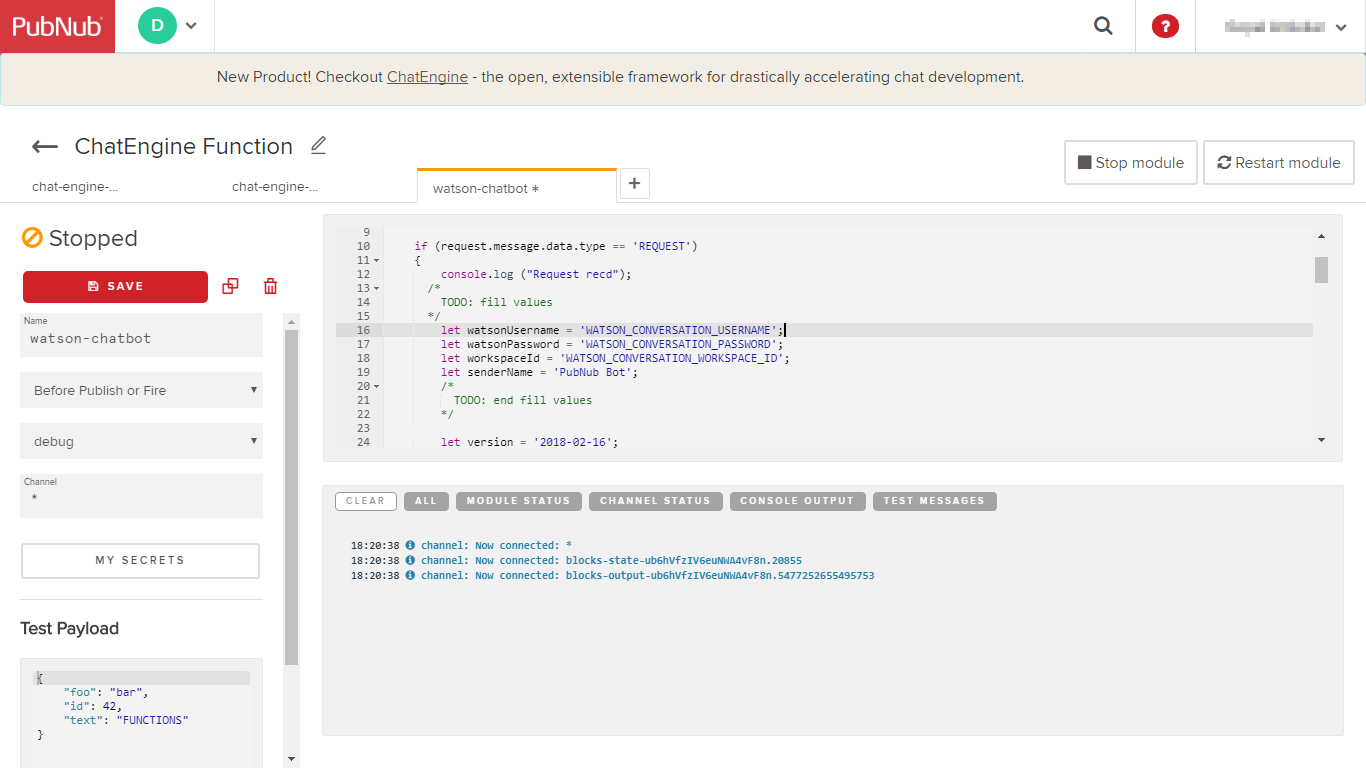 PubNub
D
?
New Product! Checkout ChatEngine - the open, extensible framework for drastically accelerating chat development.
ChatEngine Function
Stop module
Restart module
chat-engine-...
chat-engine-...
watson-chatbot *
+
Stopped
SAVE
Name
watson-chatbot
Before Publish or Fire
debug
Channel
*
MY SECRETS
Test Payload
{
"foo": "bar",
"id": 42,
"text": "FUNCTIONS"
}
9
10 if (request.message.data.type == 'REQUEST')
11 {
12 console.log ("Request recd");
13 /*
14 TODO: fill values
15 */
16 let watsonUsername = 'WATSON_CONVERSATION_USERNAME';
17 let watsonPassword = 'WATSON_CONVERSATION_PASSWORD';
18 let workspaceId = 'WATSON_CONVERSATION_WORKSPACE_ID';
19 let senderName = 'PubNub Bot';
20 /*
21 TODO: end fill values
22 */
23
24 let version = '2018-02-16';
CLEAR ALL MODULE STATUS CHANNEL STATUS CONSOLE OUTPUT TEST MESSAGES
18:20:38 channel: Now connected: *
18:20:38 channel: Now connected: blocks-state-ub6hVfzIV6euNWA4vF8n.20855
18:20:38 channel: Now connected: blocks-output-ub6hVfzIV6euNWA4vF8n.5477252655495753